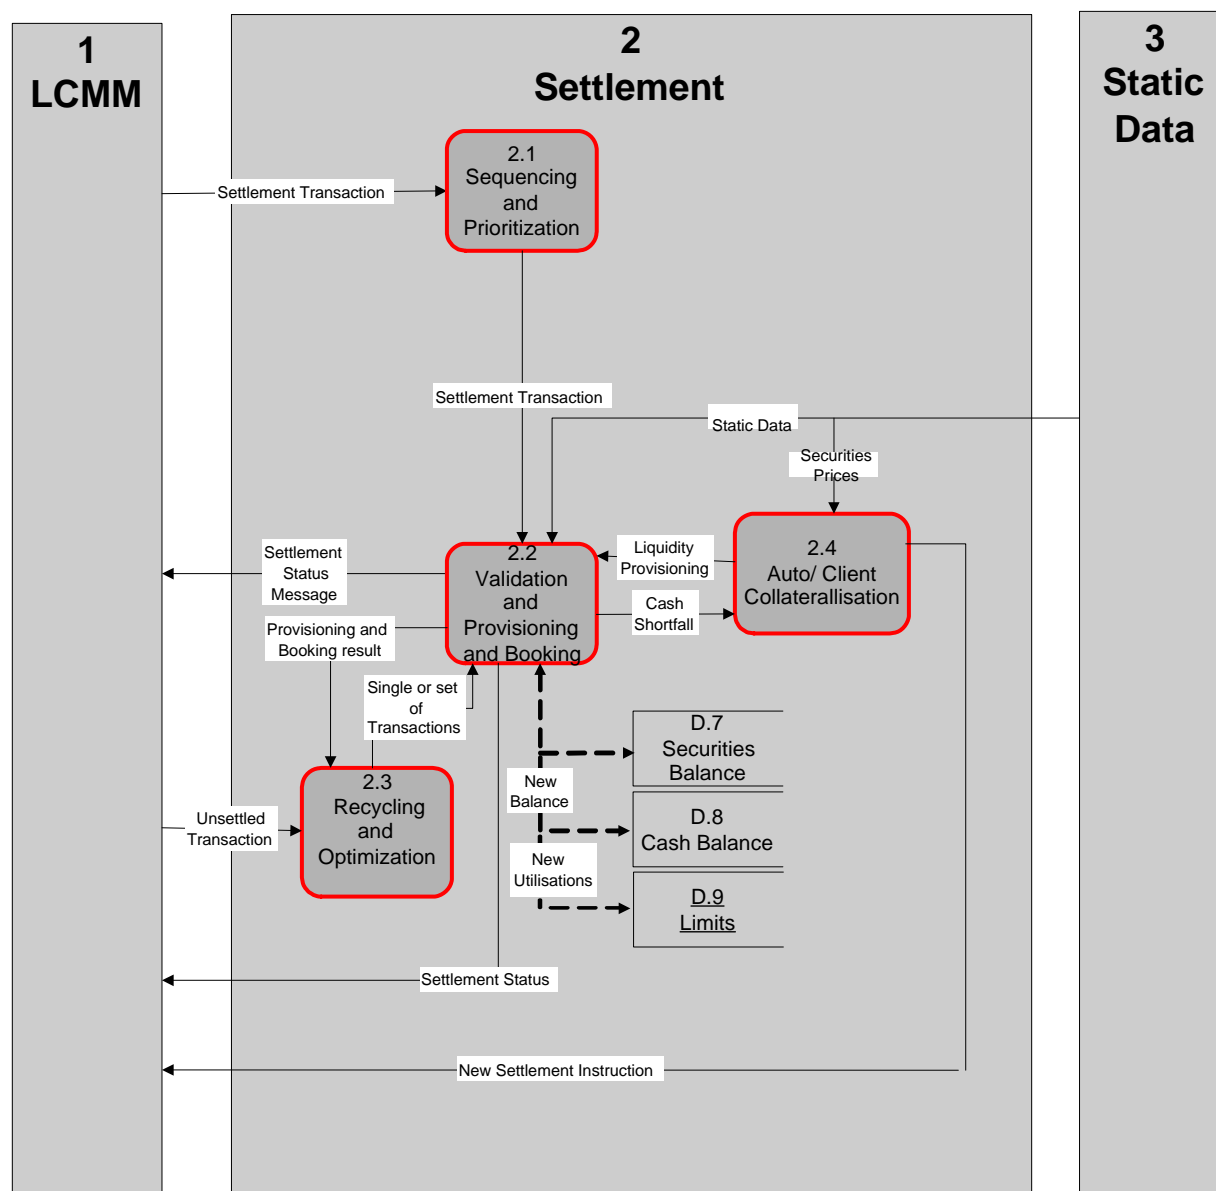 1
LCMM
2
Settlement
3
Static
Data
2.1
Sequencing
and
Prioritization
Settlement Transaction
Settlement Transaction
Static Data
Securities
Prices
2.2
Validation
and
Provisioning
and Booking
Liquidity
Provisioning
2.4
Auto/ Client
Collaterallisation
Cash
Shortfall
Settlement
Status
Message
Provisioning and
Booking result
Single or set
of
Transactions
2.3
Recycling
and
Optimization
Unsettled
Transaction
New
Balance
New
Utilisations
D.7
Securities
Balance
D.8
Cash Balance
D.9
Limits
Settlement Status
New Settlement Instruction